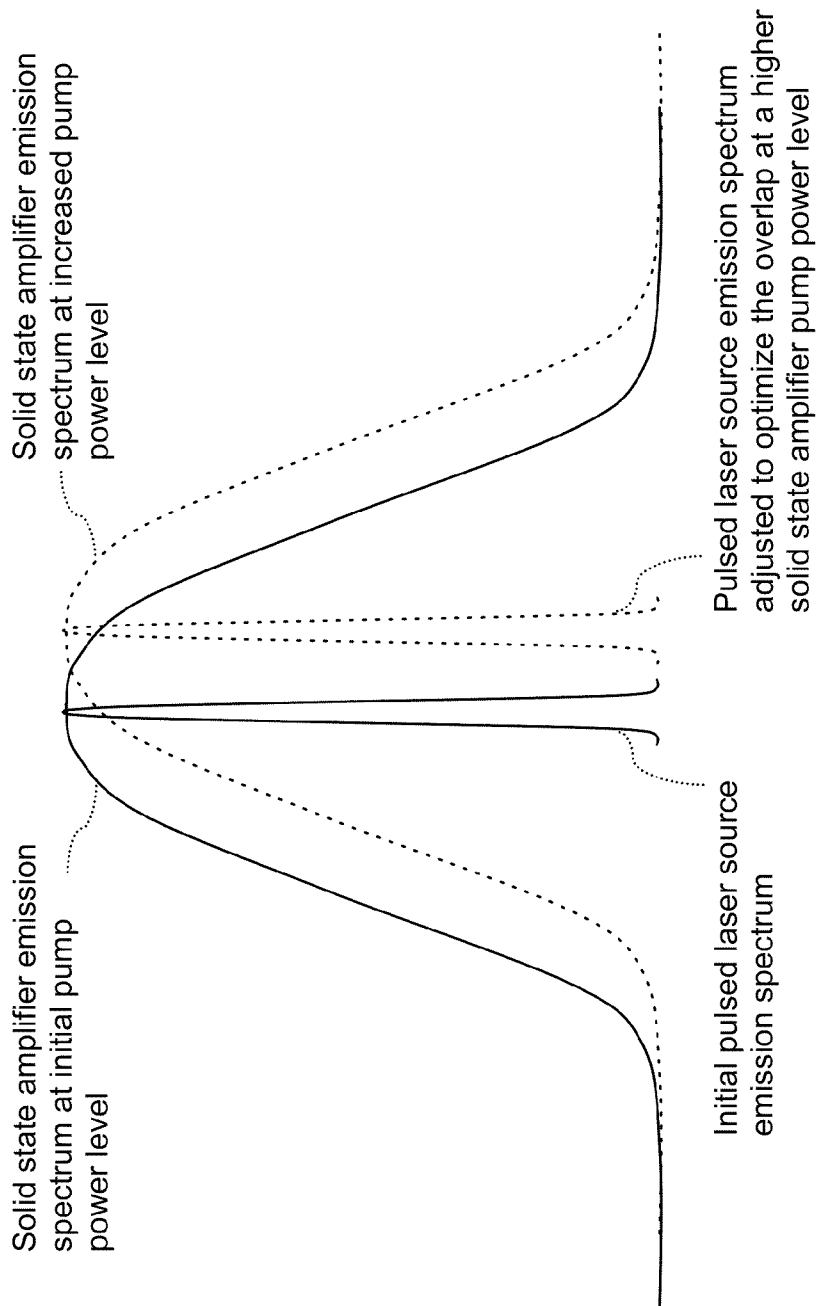 Solid state amplifier emission
spectrum at initial pump
power level
Solid state amplifier emission
spectrum at increased pump
power level
Initial pulsed laser source
emission spectrum
Pulsed laser source emission spectrum
adjusted to optimize the overlap at a higher
solid state amplifier pump power level